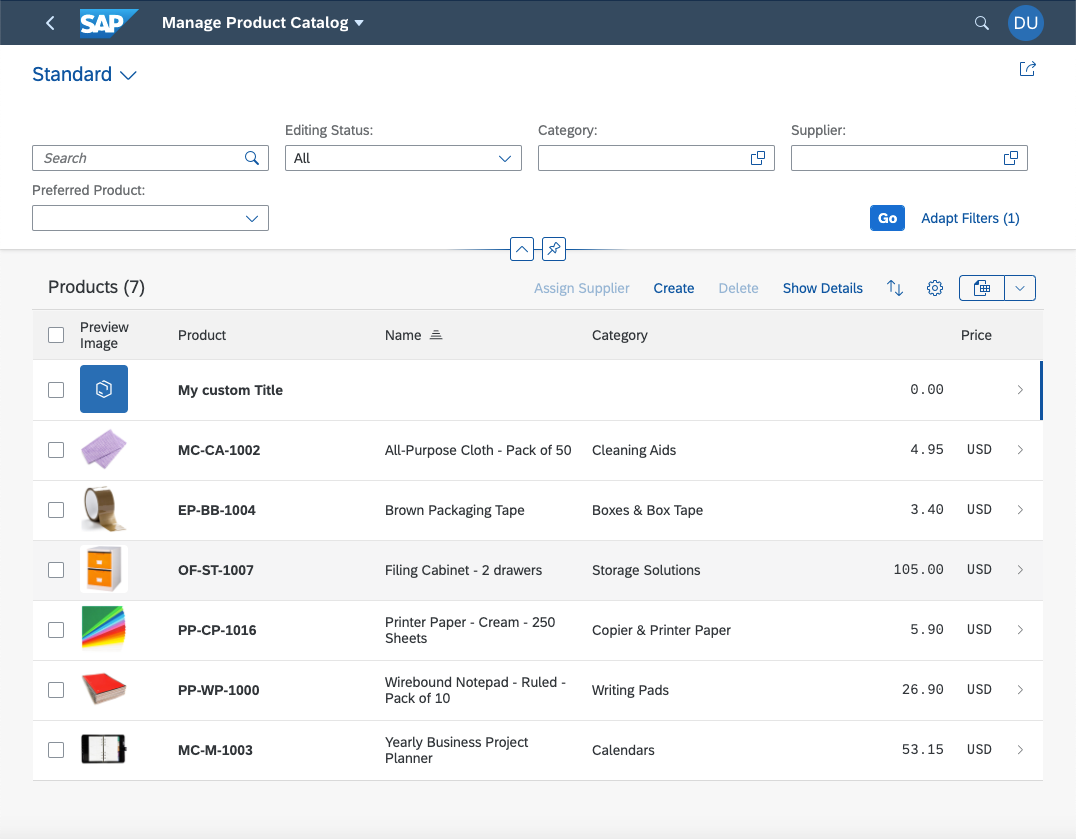 SAP Manage Product Catalog DU
Standard
Editing Status: Category: Supplier:
Search All
Preferred Product:
Go Adapt Filters (1)
Products (7) Assign Supplier Create Delete Show Details
Preview
Image Product Name Category Price
My custom Title 0.00
MC-CA-1002 All-Purpose Cloth - Pack of 50 Cleaning Aids 4.95 USD
EP-BB-1004 Brown Packaging Tape Boxes & Box Tape 3.40 USD
OF-ST-1007 Filing Cabinet - 2 drawers Storage Solutions 105.00 USD
PP-CP-1016 Printer Paper - Cream - 250
Sheets Copier & Printer Paper 5.90 USD
PP-WP-1000 Wirebound Notepad - Ruled -
Pack of 10 Writing Pads 26.90 USD
MC-M-1003 Yearly Business Project
Planner Calendars 53.15 USD